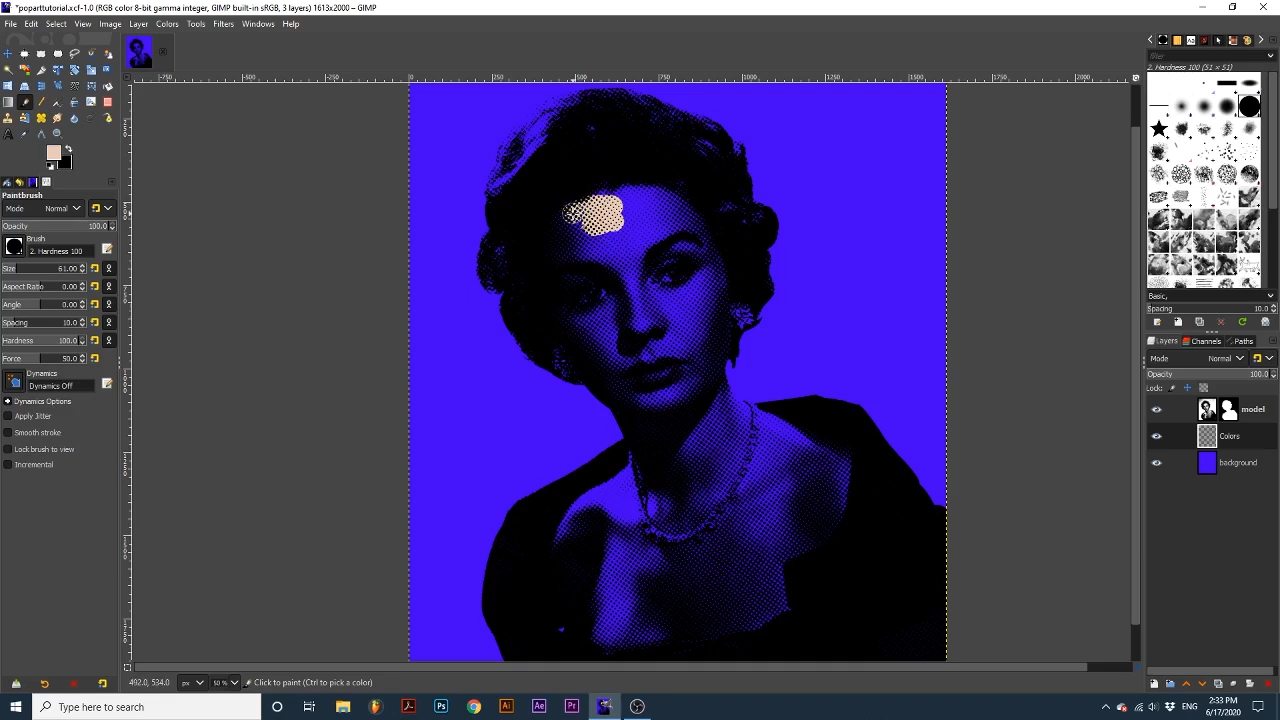 *poparttutorial.xcf-1.0 (RGB color 8-bit gamma integer, GIMP built-in sRGB, 3 layers) 1613x2000 – GIMP
File Edit Select View Image Layer Colors Tools Filters Windows Help
filter
2. Hardness 100 (51 × 51)
Paintbrush
Mode Normal
Opacity 100.0
Brush
2. Hardness 100
Size 61.00
Aspect Ratio 0.00
Angle 0.00
Spacing 10.0
Hardness 100.0
Force 50.0
Dynamics
Dynamics Off
Dynamics Options
Apply Jitter
Smooth stroke
Lock brush to view
Incremental
Basic,
Spacing 10.0
Layers Channels Paths
Mode Normal
Opacity 100.0
Lock:
model
Colors
background
492.0, 534.0 px 50 % Click to paint (Ctrl to pick a color)
Type here to search
Ps Ai Ae Pr
ENG 2:33 PM
6/17/2020